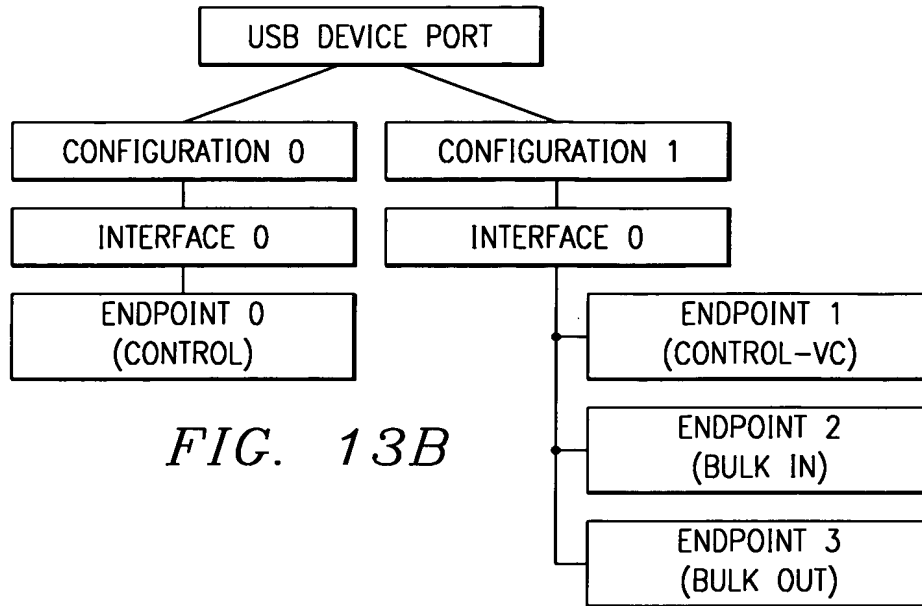 USB DEVICE PORT
CONFIGURATION 0
CONFIGURATION 1
INTERFACE 0
INTERFACE 0
ENDPOINT 0
(CONTROL)
ENDPOINT 1
(CONTROL-VC)
ENDPOINT 2
(BULK IN)
ENDPOINT 3
(BULK OUT)
FIG. 13B